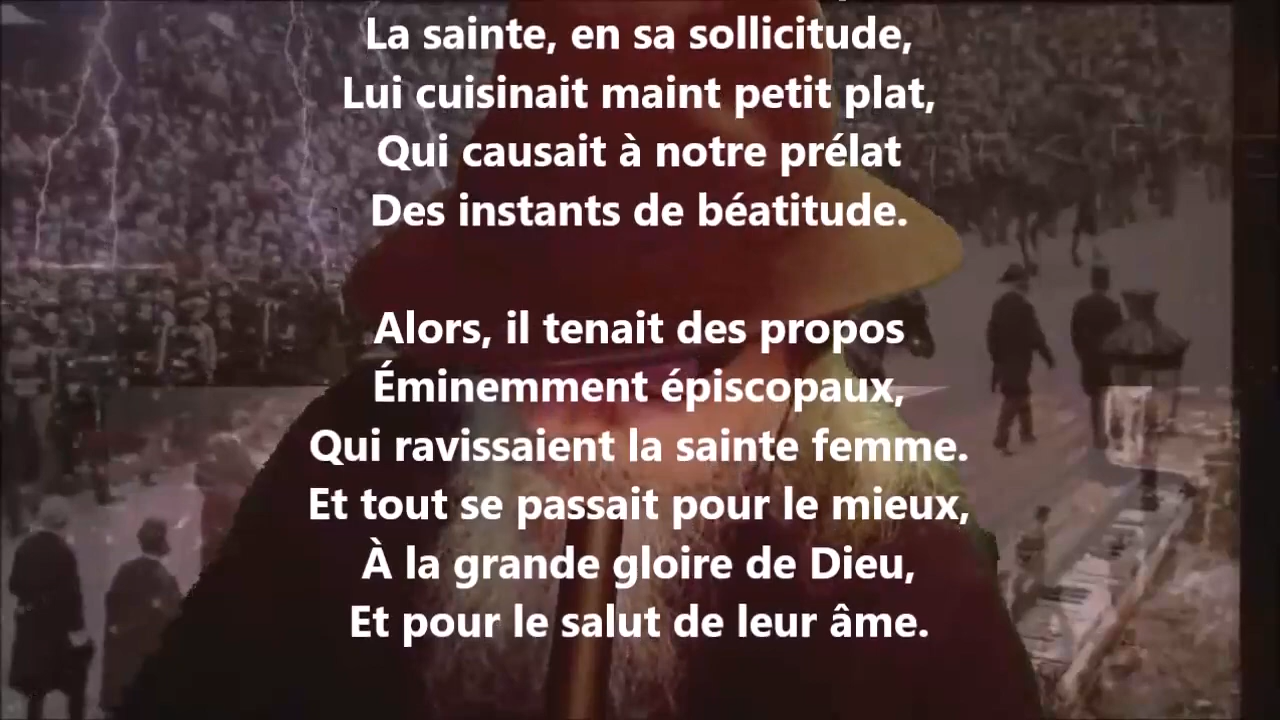 La sainte, en sa sollicitude,
Lui cuisinait maint petit plat,
Qui causait à notre prélat
Des instants de béatitude.
Alors, il tenait des propos
Éminemment épiscopaux,
Qui ravissaient la sainte femme.
Et tout se passait pour le mieux,
À la grande gloire de Dieu,
Et pour le salut de leur âme.